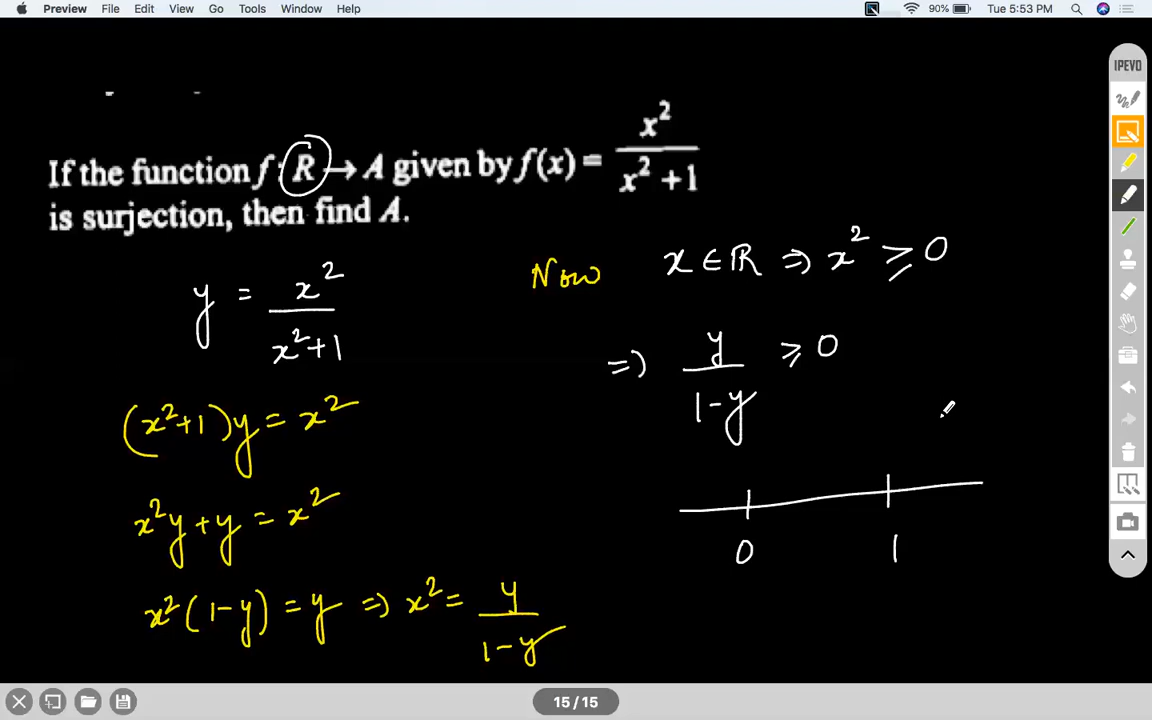 Preview File Edit View Go Tools Window Help 90% Tue 5:53 PM
IPEVO
If the function f : R → A given by f(x) = x²/(x²+1)
is surjection, then find A.
y = x²/(x²+1)
(x²+1)y = x²
x²y + y = x²
x²(1-y) = y ⇒ x² = y/(1-y)
Now x ∈ ℝ ⇒ x² ≥ 0
⇒ y/(1-y) ≥ 0
0 1
15 / 15